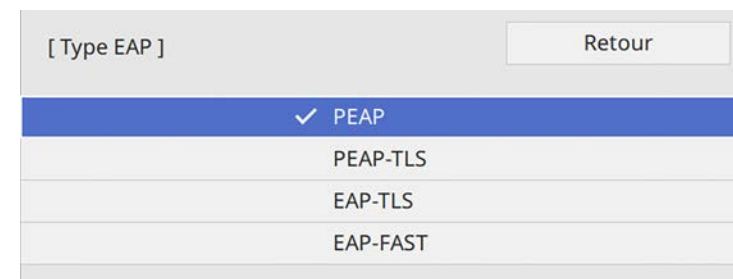 [ Type EAP ]
Retour
PEAP
PEAP-TLS
EAP-TLS
EAP-FAST